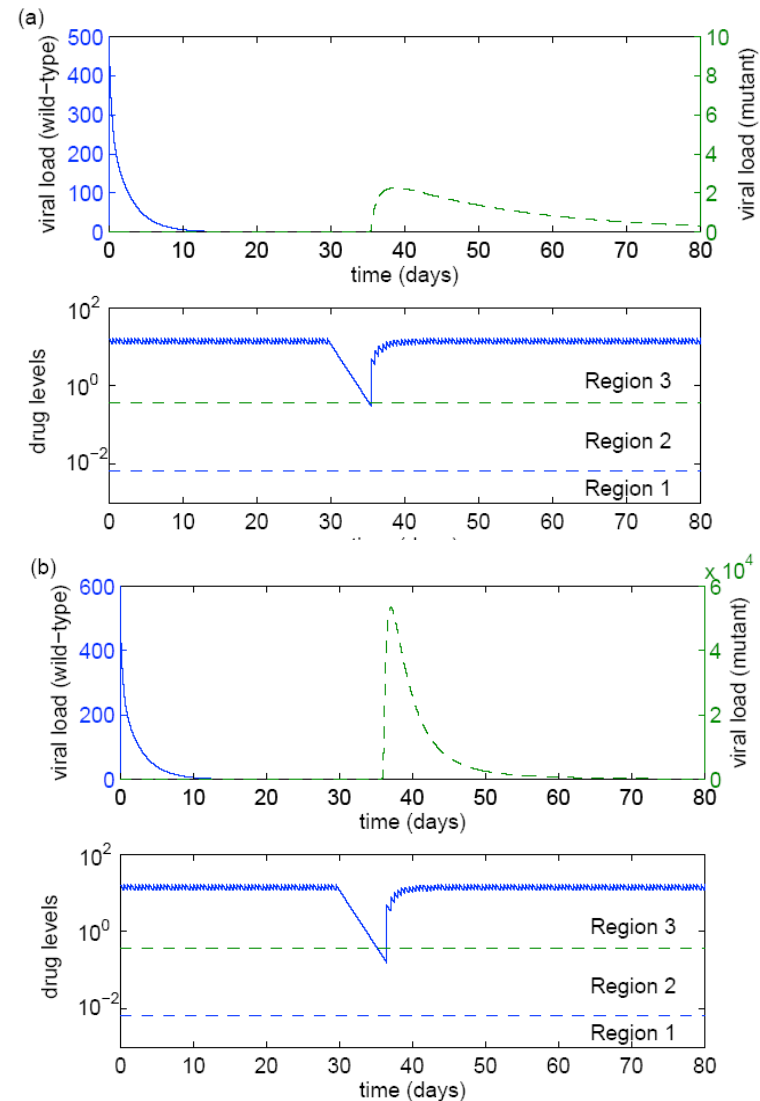 (a)
500
400
300
200
100
0
viral load (wild-type)
10
8
6
4
2
0
viral load (mutant)
0 10 20 30 40 50 60 70 80
time (days)
10^2
10^0
10^-2
drug levels
Region 3
Region 2
Region 1
0 10 20 30 40 50 60 70 80
(b)
600
400
200
0
viral load (wild-type)
x 10^4
6
4
2
0
viral load (mutant)
0 10 20 30 40 50 60 70 80
time (days)
10^2
10^0
10^-2
drug levels
Region 3
Region 2
Region 1
0 10 20 30 40 50 60 70 80
time (days)